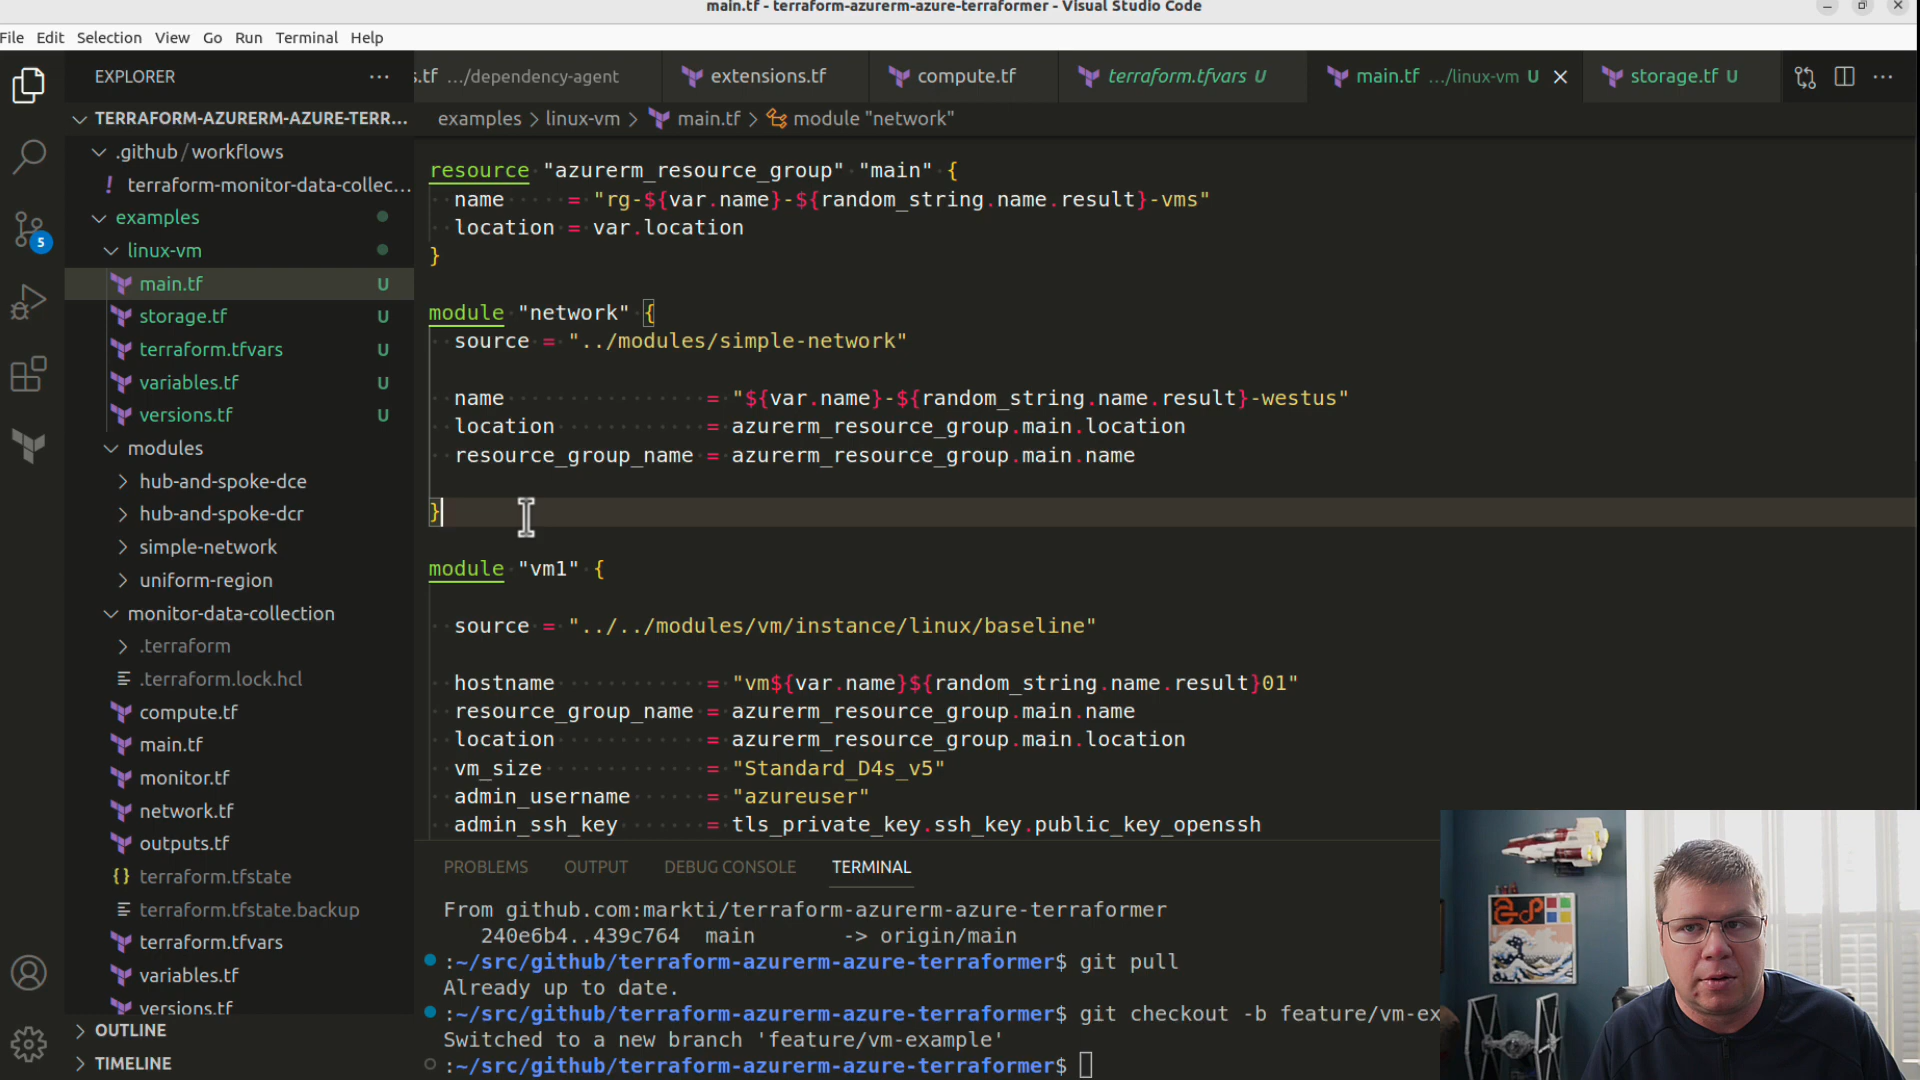 main.tf - terraform-azurerm-azure-terraformer - Visual Studio Code
File Edit Selection View Go Run Terminal Help
EXPLORER
s.tf .../dependency-agent
extensions.tf
compute.tf
terraform.tfvars U
main.tf .../linux-vm U
storage.tf U
examples > linux-vm > main.tf > module "network"
TERRAFORM-AZURERM-AZURE-TERR...
.github / workflows
! terraform-monitor-data-collec...
examples
linux-vm
main.tf U
storage.tf U
terraform.tfvars U
variables.tf U
versions.tf U
modules
hub-and-spoke-dce
hub-and-spoke-dcr
simple-network
uniform-region
monitor-data-collection
.terraform
.terraform.lock.hcl
compute.tf
main.tf
monitor.tf
network.tf
outputs.tf
{} terraform.tfstate
terraform.tfstate.backup
terraform.tfvars
variables.tf
versions.tf
OUTLINE
TIMELINE
5
resource "azurerm_resource_group" "main" {
name = "rg-${var.name}-${random_string.name.result}-vms"
location = var.location
}
module "network" {
source = "../modules/simple-network"
name = "${var.name}-${random_string.name.result}-westus"
location = azurerm_resource_group.main.location
resource_group_name = azurerm_resource_group.main.name
}
module "vm1" {
source = "../../modules/vm/instance/linux/baseline"
hostname = "vm${var.name}${random_string.name.result}01"
resource_group_name = azurerm_resource_group.main.name
location = azurerm_resource_group.main.location
vm_size = "Standard_D4s_v5"
admin_username = "azureuser"
admin_ssh_key = tls_private_key.ssh_key.public_key_openssh
PROBLEMS OUTPUT DEBUG CONSOLE TERMINAL
From github.com:markti/terraform-azurerm-azure-terraformer
240e6b4..439c764 main -> origin/main
:~/src/github/terraform-azurerm-azure-terraformer$ git pull
Already up to date.
:~/src/github/terraform-azurerm-azure-terraformer$ git checkout -b feature/vm-ex
Switched to a new branch 'feature/vm-example'
:~/src/github/terraform-azurerm-azure-terraformer$